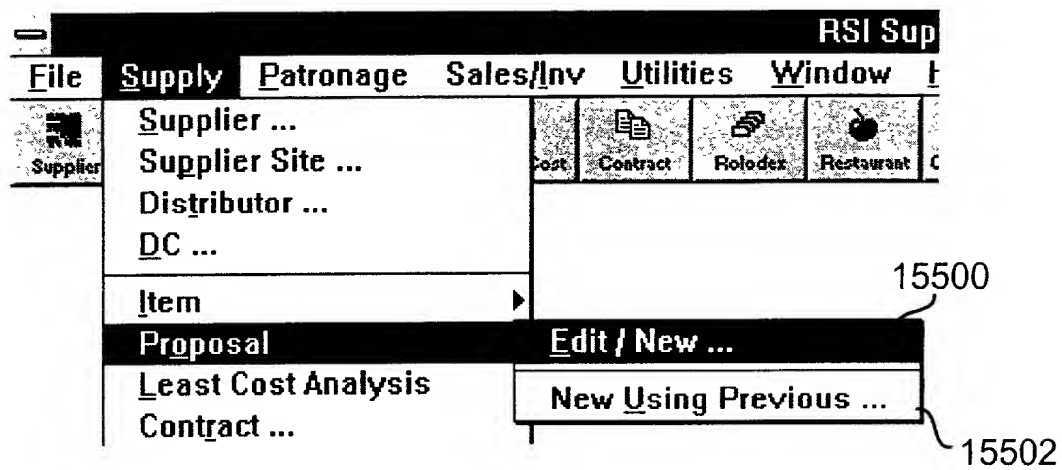 RSI Sup
File Supply Patronage Sales/Inv Utilities Window H
Supplier Cost Contract Rolodex Restaurant
Supplier ...
Supplier Site ...
Distributor ...
DC ...
Item
Proposal
Least Cost Analysis
Contract ...
15500
Edit / New ...
New Using Previous ...
15502